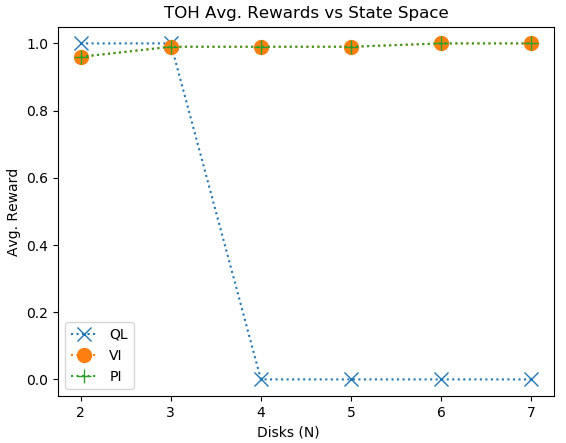 TOH Avg. Rewards vs State Space
1.0
0.8
0.6
0.4
0.2
0.0
Avg. Reward
QL
VI
PI
2 3 4 5 6 7
Disks (N)